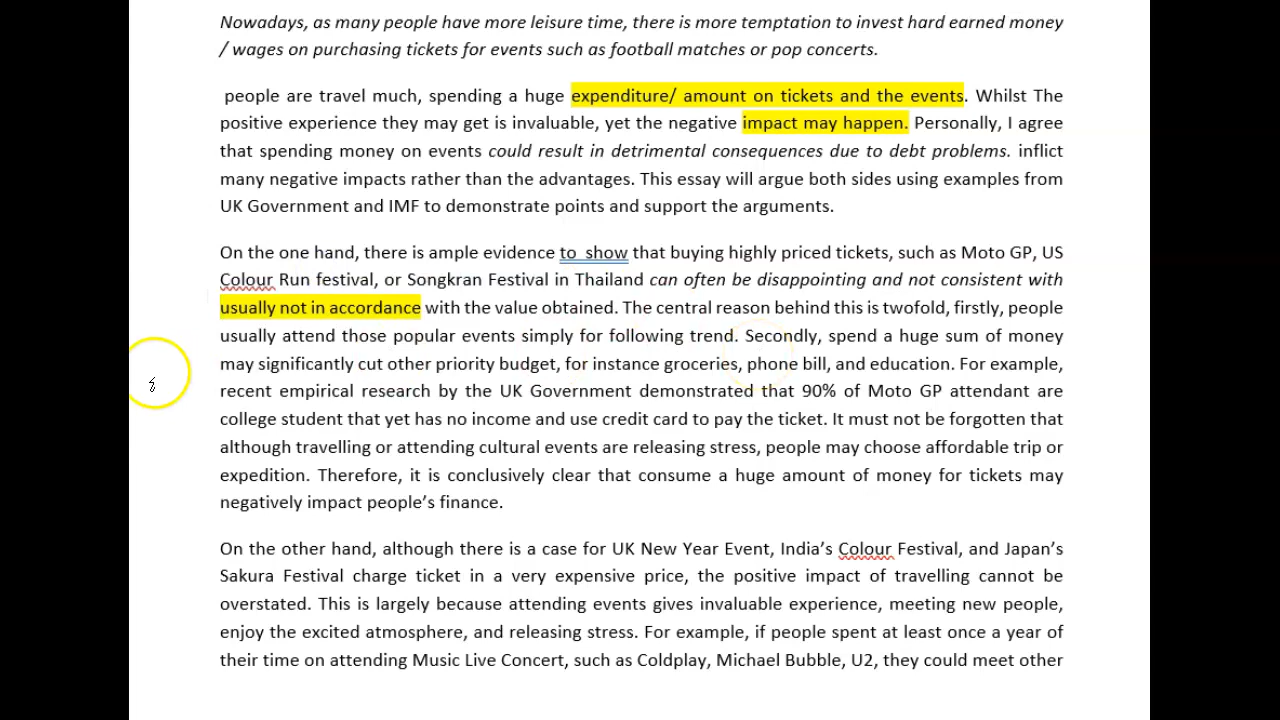 Nowadays, as many people have more leisure time, there is more temptation to invest hard earned money
/ wages on purchasing tickets for events such as football matches or pop concerts.
people are travel much, spending a huge expenditure/ amount on tickets and the events. Whilst The
positive experience they may get is invaluable, yet the negative impact may happen. Personally, I agree
that spending money on events could result in detrimental consequences due to debt problems. inflict
many negative impacts rather than the advantages. This essay will argue both sides using examples from
UK Government and IMF to demonstrate points and support the arguments.
On the one hand, there is ample evidence to  show that buying highly priced tickets, such as Moto GP, US
Colour Run festival, or Songkran Festival in Thailand can often be disappointing and not consistent with
usually not in accordance with the value obtained. The central reason behind this is twofold, firstly, people
usually attend those popular events simply for following trend. Secondly, spend a huge sum of money
may significantly cut other priority budget, for instance groceries, phone bill, and education. For example,
recent empirical research by the UK Government demonstrated that 90% of Moto GP attendant are
college student that yet has no income and use credit card to pay the ticket. It must not be forgotten that
although travelling or attending cultural events are releasing stress, people may choose affordable trip or
expedition. Therefore, it is conclusively clear that consume a huge amount of money for tickets may
negatively impact people's finance.
On the other hand, although there is a case for UK New Year Event, India's Colour Festival, and Japan's
Sakura Festival charge ticket in a very expensive price, the positive impact of travelling cannot be
overstated. This is largely because attending events gives invaluable experience, meeting new people,
enjoy the excited atmosphere, and releasing stress. For example, if people spent at least once a year of
their time on attending Music Live Concert, such as Coldplay, Michael Bubble, U2, they could meet other